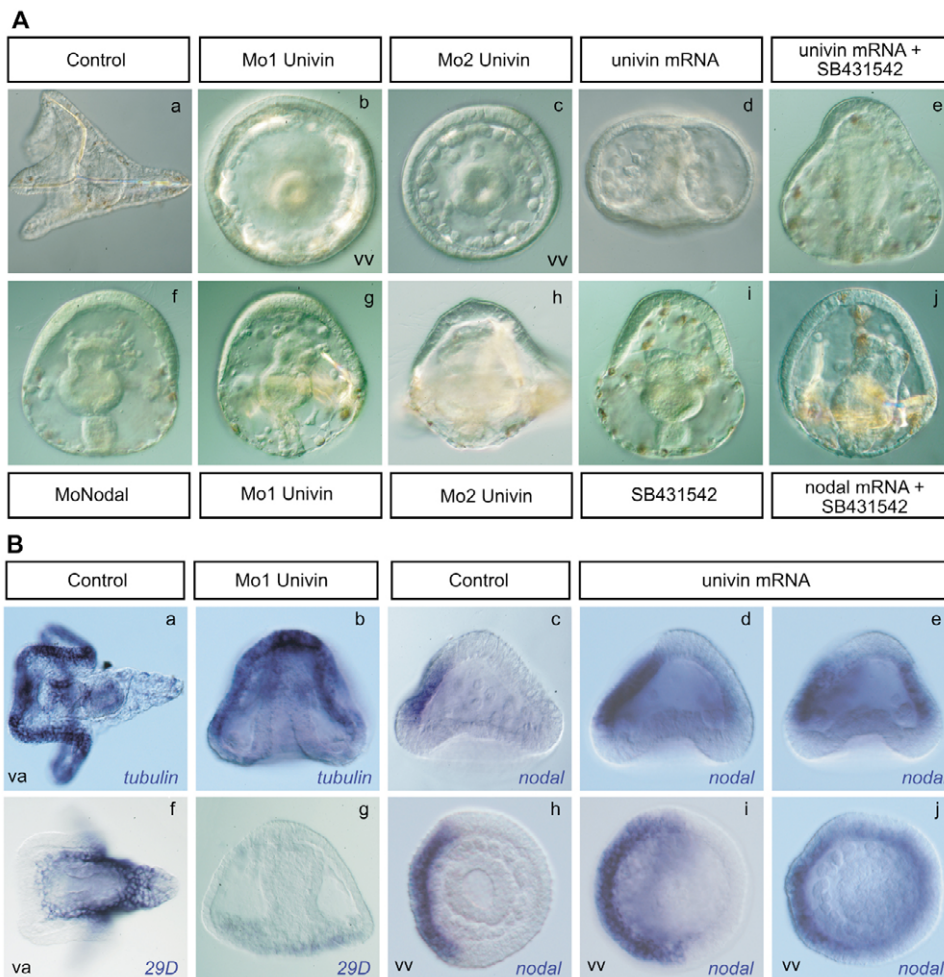 A
Control
Mo1 Univin
Mo2 Univin
univin mRNA
univin mRNA +
SB431542
a
b
vv
c
vv
d
e
f
g
h
i
j
MoNodal
Mo1 Univin
Mo2 Univin
SB431542
nodal mRNA +
SB431542
B
Control
Mo1 Univin
Control
univin mRNA
a
va
tubulin
b
tubulin
c
nodal
d
nodal
e
nodal
f
va
29D
g
29D
h
vv
nodal
i
vv
nodal
j
vv
nodal